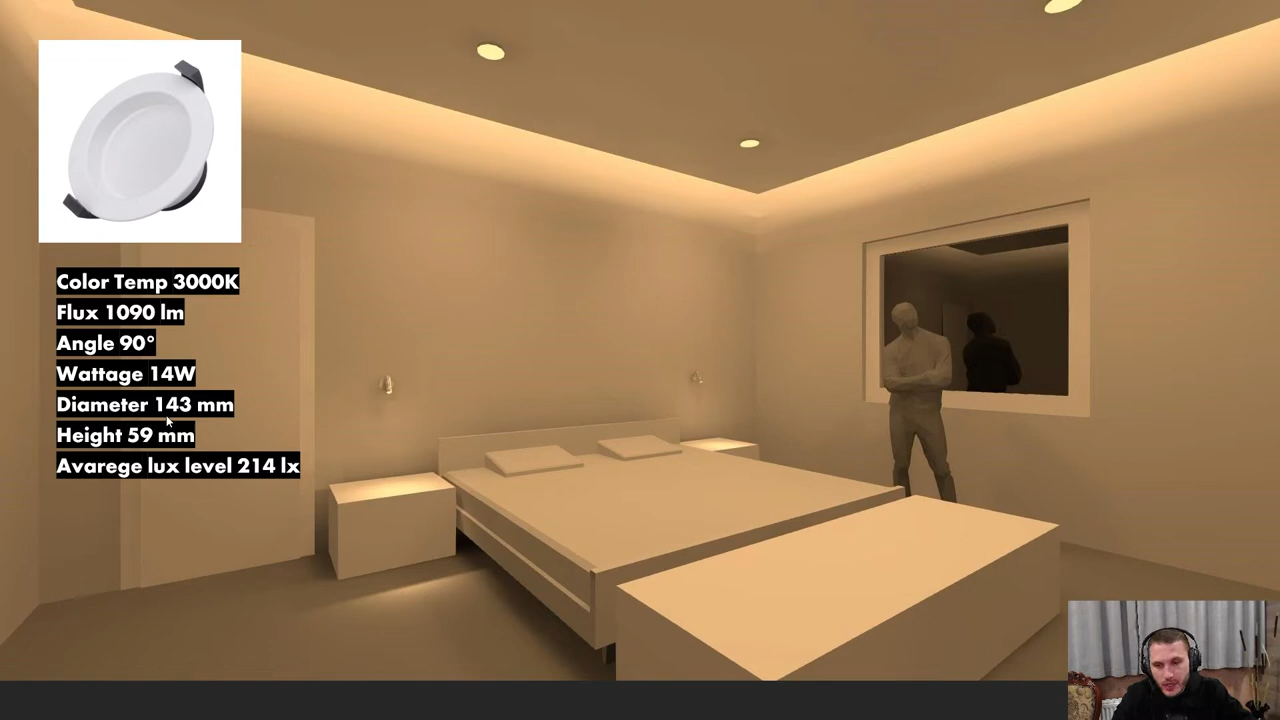 Color Temp 3000K
Flux 1090 lm
Angle 90°
Wattage 14W
Diameter 143 mm
Height 59 mm
Avarege lux level 214 lx